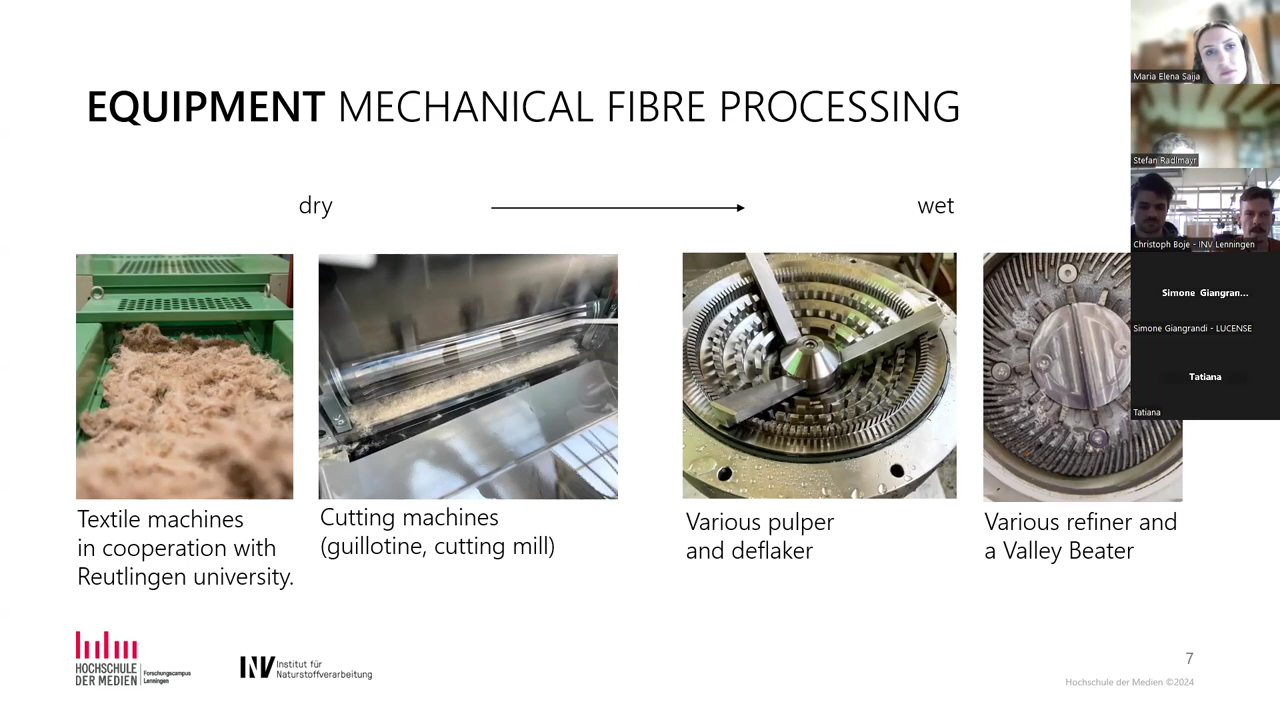 EQUIPMENT MECHANICAL FIBRE PROCESSING
dry
wet
Textile machines
in cooperation with
Reutlingen university.
Cutting machines
(guillotine, cutting mill)
Various pulper
and deflaker
Various refiner and
a Valley Beater
HOCHSCHULE
DER MEDIEN
Forschungscampus
Lenningen
INV
Institut für
Naturstoffverarbeitung
7
Hochschule der Medien ©2024
Maria Elena Saija
Stefan Radlmayr
Christoph Boje - INV Lenningen
Simone Giangran...
Simone Giangrandi - LUCENSE
Tatiana
Tatiana